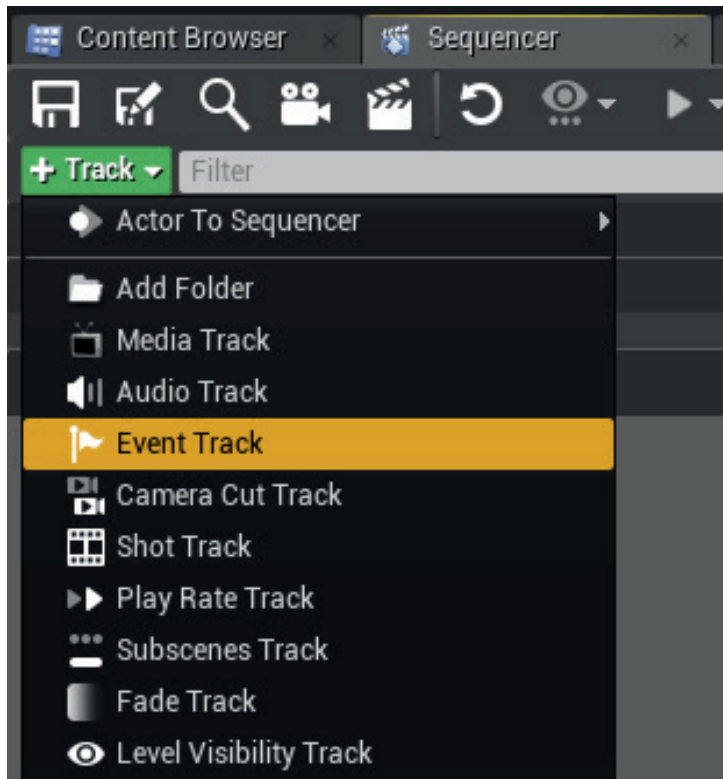 Content Browser
Sequencer
+ Track
Filter
Actor To Sequencer
Add Folder
Media Track
Audio Track
Event Track
Camera Cut Track
Shot Track
Play Rate Track
Subscenes Track
Fade Track
Level Visibility Track